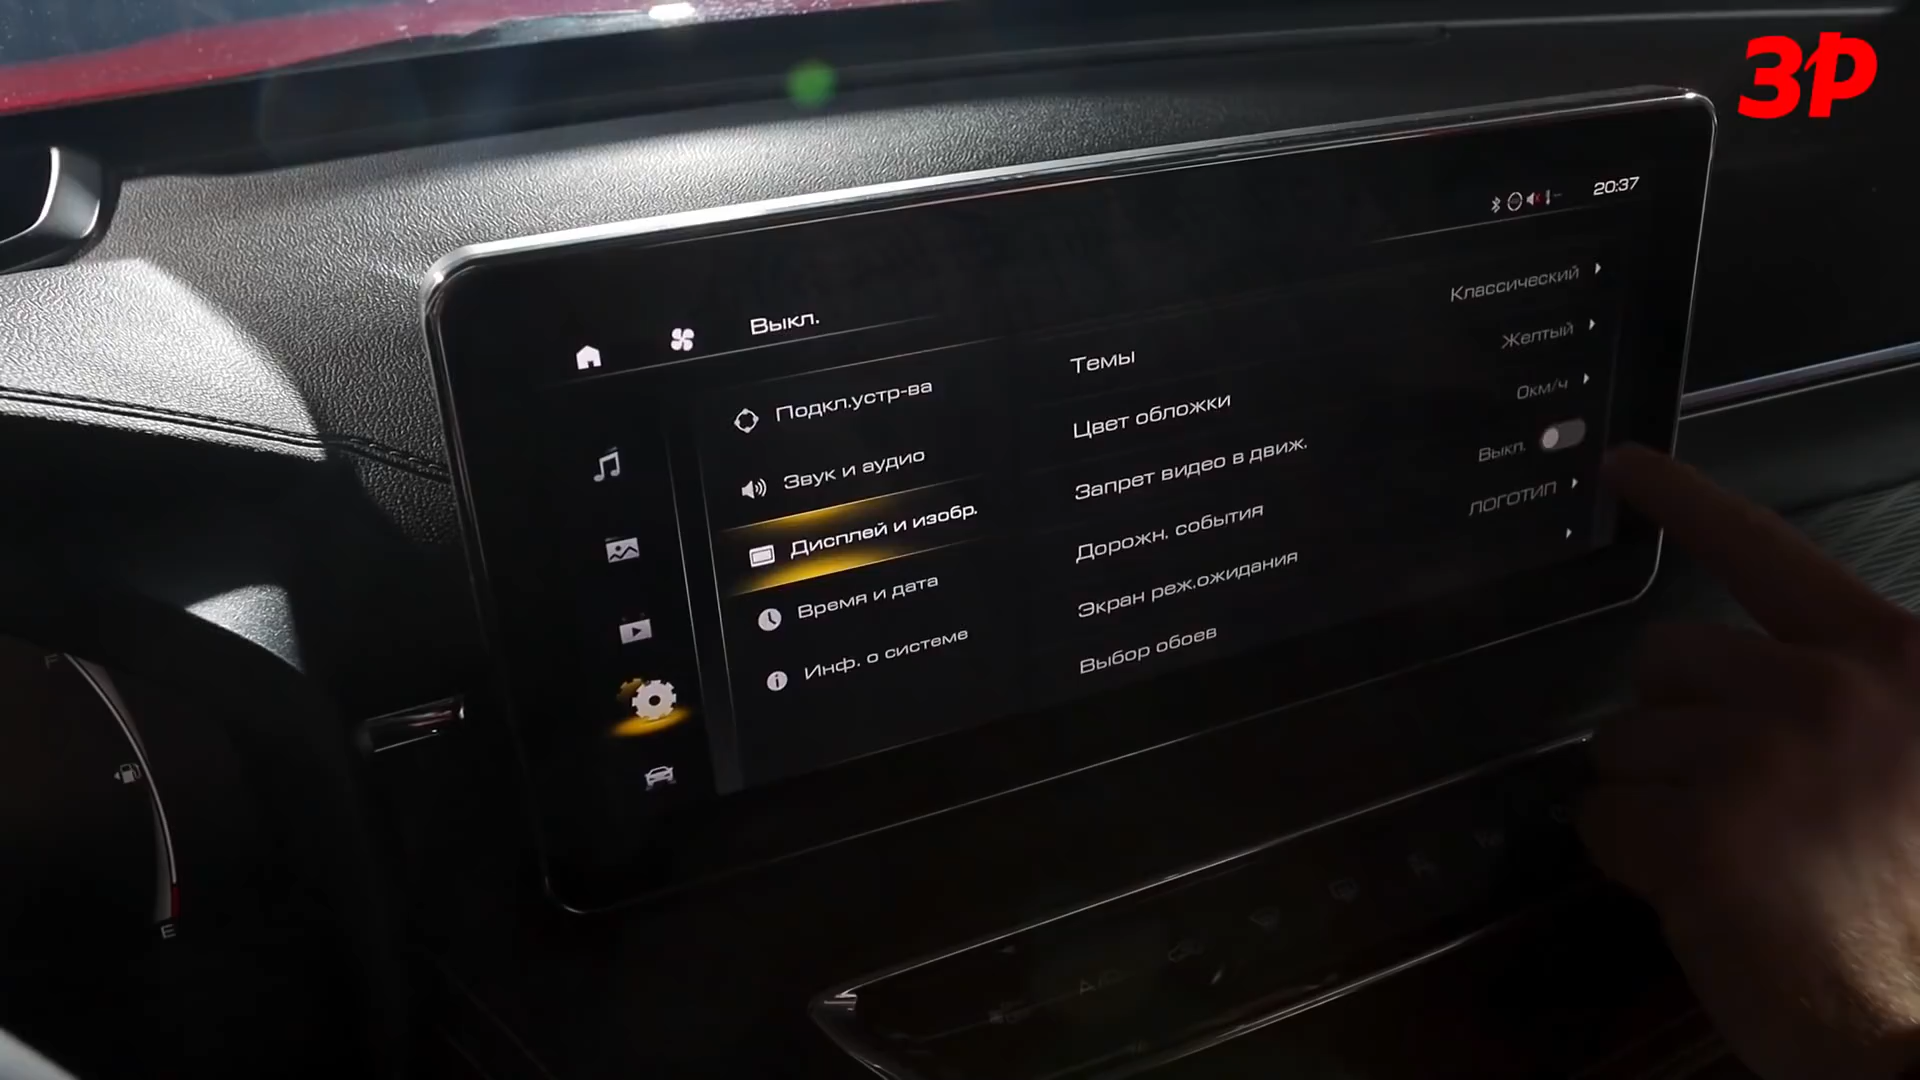 ЗР
20:37
Выкл.
Подкл.устр-ва
Звук и аудио
Дисплей и изобр.
Время и дата
Инф. о системе
Темы
Классический
Цвет обложки
Желтый
Запрет видео в движ.
0км/ч
Дорожн. события
Выкл.
Экран реж.ожидания
ЛОГОТИП
Выбор обоев
F
E